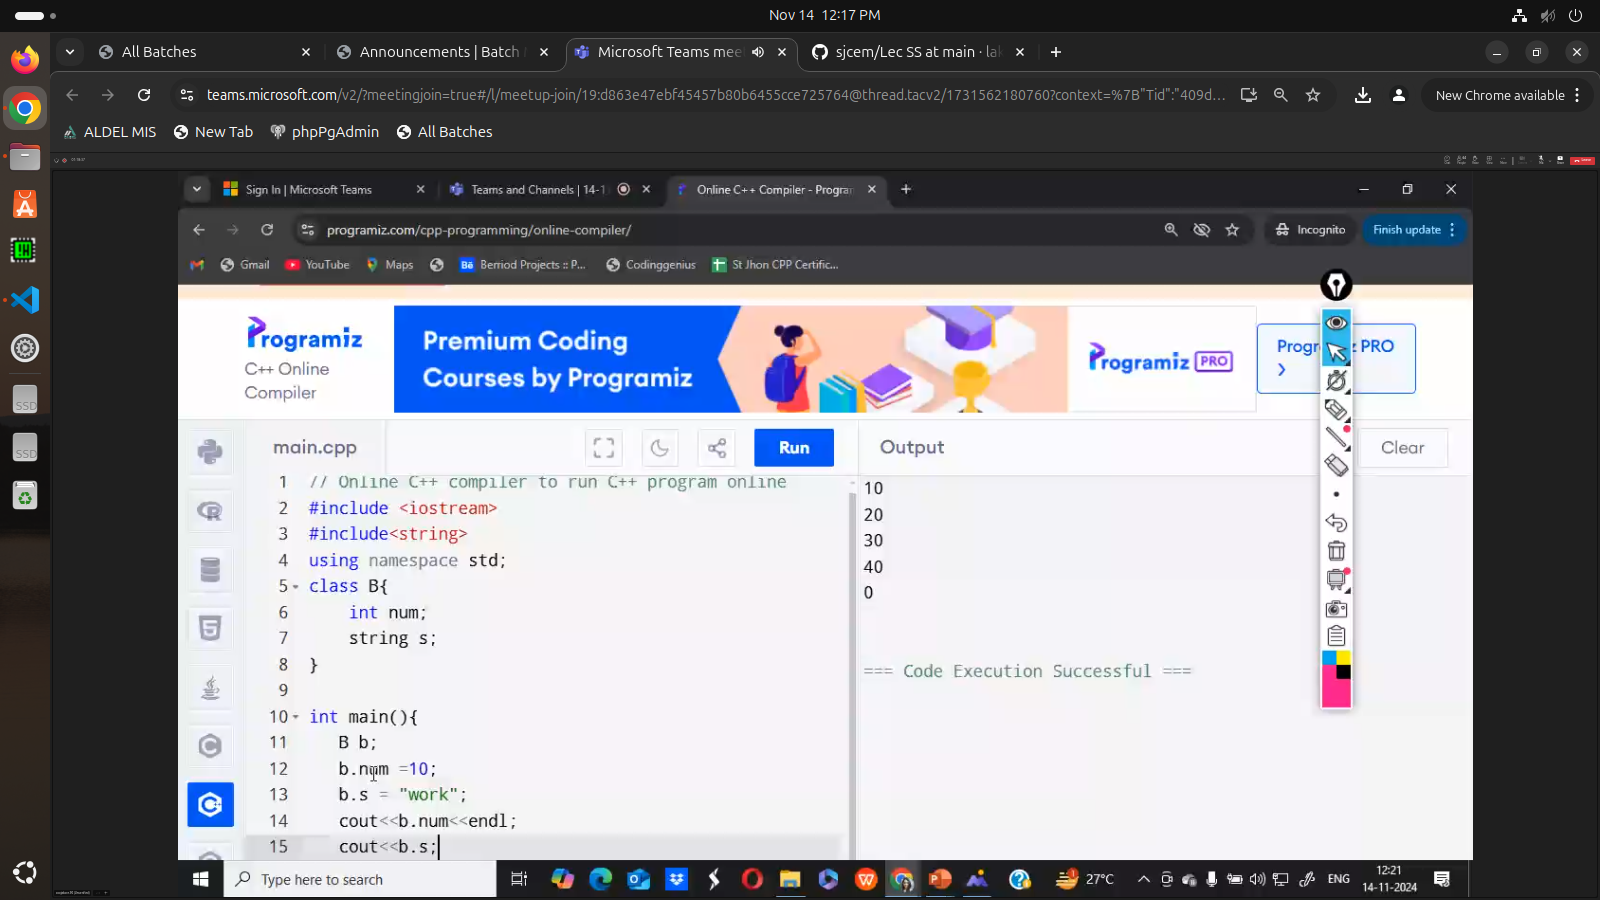 Nov 14 12:17 PM
All Batches
Announcements | Batch
Microsoft Teams mee
sjcem/Lec SS at main · lak
teams.microsoft.com/v2/?meetingjoin=true#/l/meetup-join/19:d863e47ebf45457b80b6455cce725764@thread.tacv2/1731562180760?context=%7B"Tid":"409d...
New Chrome available
ALDEL MIS
New Tab
phpPgAdmin
All Batches
Sign In | Microsoft Teams
Teams and Channels | 14-1
Online C++ Compiler - Program
programiz.com/cpp-programming/online-compiler/
Incognito
Finish update
Gmail
YouTube
Maps
Bē Berriod Projects :: P...
Codinggenius
St Jhon CPP Certific...
Programiz
C++ Online
Compiler
Premium Coding
Courses by Programiz
Programiz PRO
Progr z PRO
main.cpp
Run
Output
Clear
1 // Online C++ compiler to run C++ program online
2 #include <iostream>
3 #include<string>
4 using namespace std;
5 class B{
6 int num;
7 string s;
8 }
9
10 int main(){
11 B b;
12 b.num =10;
13 b.s = "work";
14 cout<<b.num<<endl;
15 cout<<b.s;
10
20
30
40
0
=== Code Execution Successful ===
SSD
SSD
Type here to search
27°C
ENG
12:21
14-11-2024